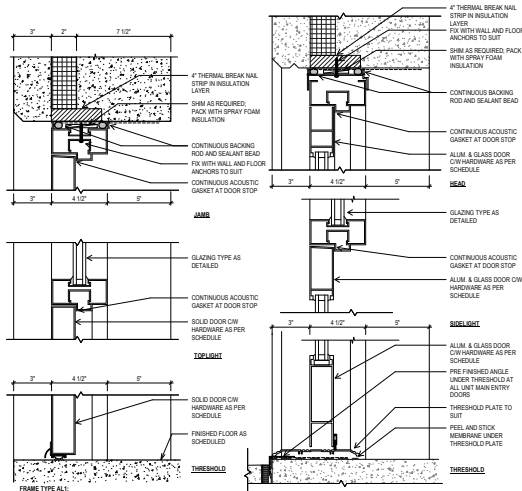 3" 2" 7 1/2"
4" THERMAL BREAK NAIL
STRIP IN INSULATION
LAYER
SHIM AS REQUIRED;
PACK WITH SPRAY FOAM
INSULATION
CONTINUOUS BACKING
ROD AND SEALANT BEAD
FIX WITH WALL AND FLOOR
ANCHORS TO SUIT
CONTINUOUS ACOUSTIC
GASKET AT DOOR STOP
3" 4 1/2" 5"
JAMB
GLAZING TYPE AS
DETAILED
CONTINUOUS ACOUSTIC
GASKET AT DOOR STOP
SOLID DOOR C/W
HARDWARE AS PER
SCHEDULE
TOPLIGHT
3" 4 1/2" 5"
SOLID DOOR C/W
HARDWARE AS PER
SCHEDULE
FINISHED FLOOR AS
SCHEDULED
THRESHOLD
FRAME TYPE AL1:
4" THERMAL BREAK NAIL
STRIP IN INSULATION
LAYER
FIX WITH WALL AND FLOOR
ANCHORS TO SUIT
SHIM AS REQUIRED; PACK
WITH SPRAY FOAM
INSULATION
CONTINUOUS BACKING
ROD AND SEALANT BEAD
CONTINUOUS ACOUSTIC
GASKET AT DOOR STOP
ALUM. & GLASS DOOR
C/W HARDWARE AS PER
SCHEDULE
3" 4 1/2" 5"
HEAD
GLAZING TYPE AS
DETAILED
CONTINUOUS ACOUSTIC
GASKET AT DOOR STOP
ALUM. & GLASS DOOR C/W
HARDWARE AS PER
SCHEDULE
SIDELIGHT
3" 4 1/2" 5"
ALUM. & GLASS DOOR
C/W HARDWARE AS PER
SCHEDULE
PRE FINISHED ANGLE
UNDER THRESHOLD AT
ALL UNIT MAIN ENTRY
DOORS
THRESHOLD PLATE TO
SUIT
PEEL AND STICK
MEMBRANE UNDER
THRESHOLD PLATE
THRESHOLD